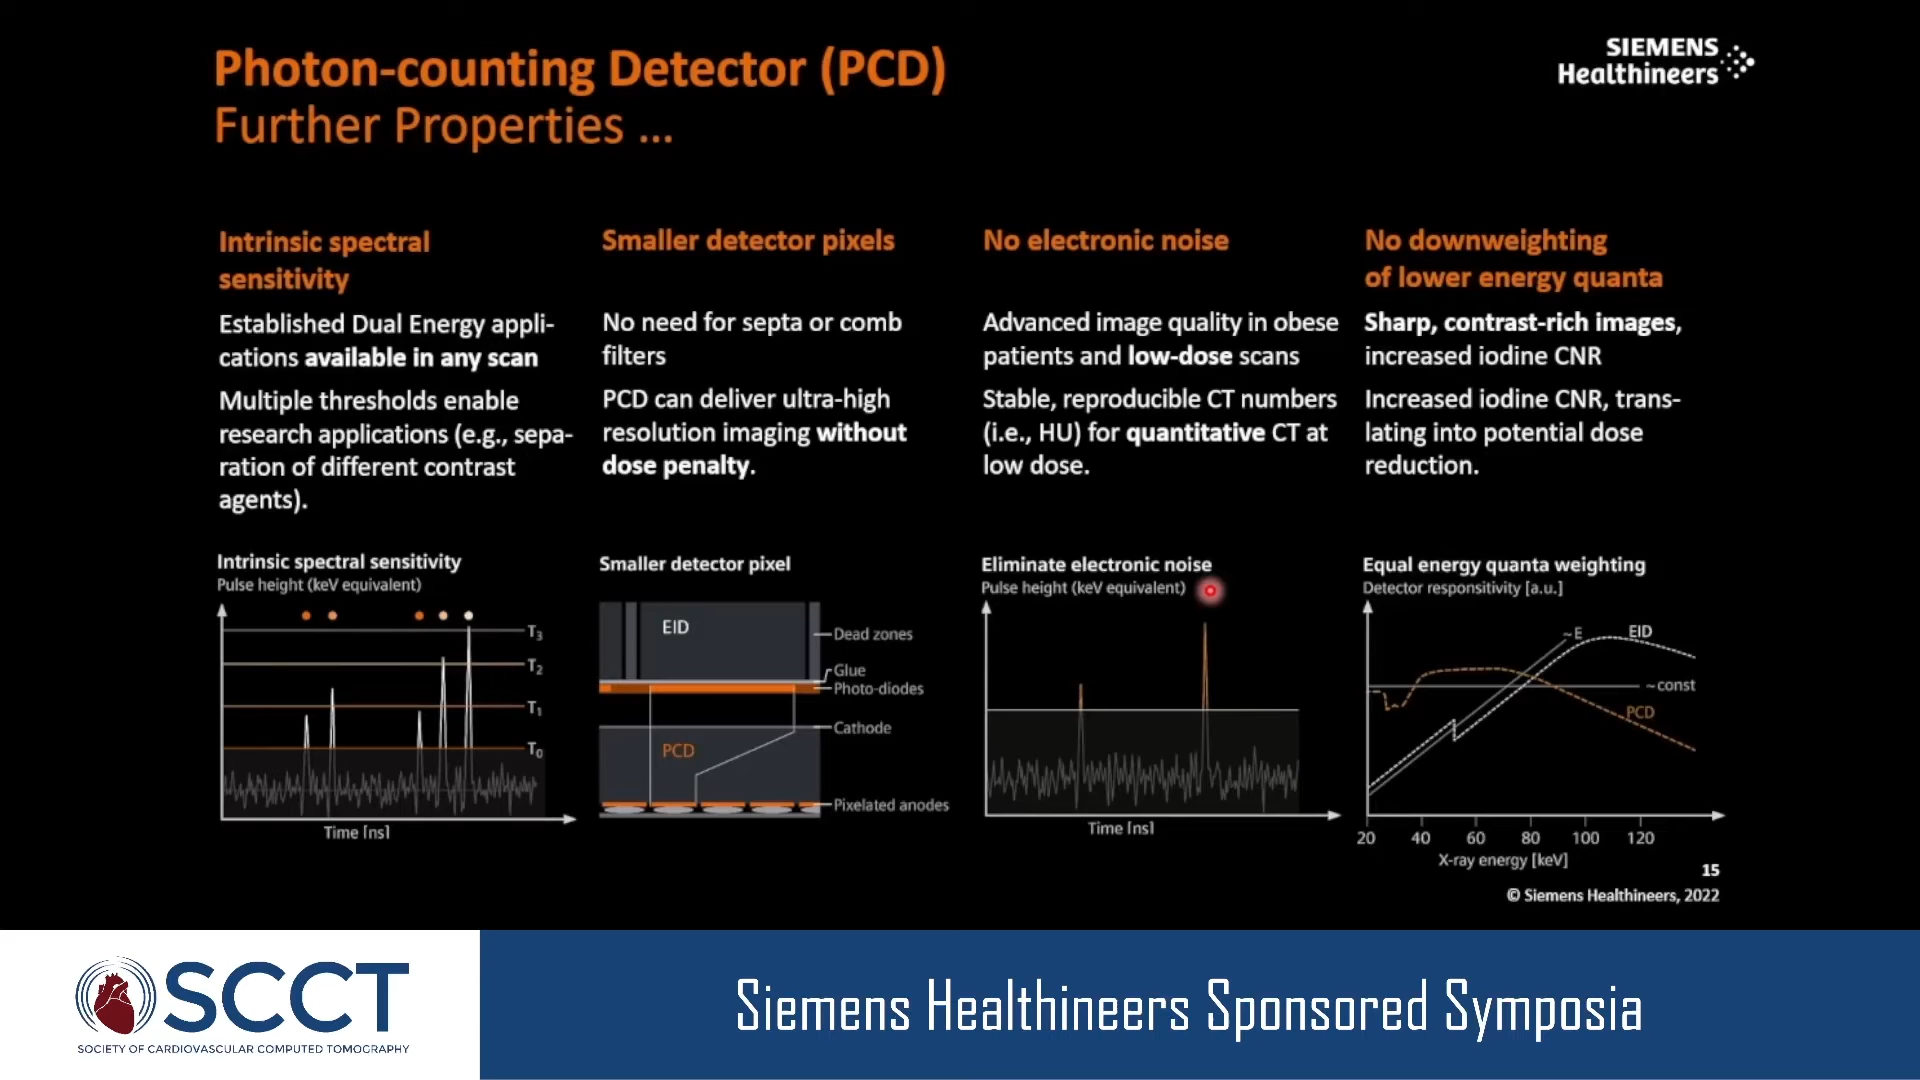 Photon-counting Detector (PCD)
Further Properties ...
SIEMENS
Healthineers
Intrinsic spectral
sensitivity
Established Dual Energy appli-
cations available in any scan
Multiple thresholds enable
research applications (e.g., sepa-
ration of different contrast
agents).
Smaller detector pixels
No need for septa or comb
filters
PCD can deliver ultra-high
resolution imaging without
dose penalty.
No electronic noise
Advanced image quality in obese
patients and low-dose scans
Stable, reproducible CT numbers
(i.e., HU) for quantitative CT at
low dose.
No downweighting
of lower energy quanta
Sharp, contrast-rich images,
increased iodine CNR
Increased iodine CNR, trans-
lating into potential dose
reduction.
Intrinsic spectral sensitivity
Pulse height (keV equivalent)
T3
T2
T1
T0
Time [ns]
Smaller detector pixel
EID
Dead zones
Glue
Photo-diodes
Cathode
PCD
Pixelated anodes
Eliminate electronic noise
Pulse height (keV equivalent)
Time [ns]
Equal energy quanta weighting
Detector responsitivity [a.u.]
~E
EID
~const
PCD
20 40 60 80 100 120
X-ray energy [keV]
15
© Siemens Healthineers, 2022
SCCT
SOCIETY OF CARDIOVASCULAR COMPUTED TOMOGRAPHY
Siemens Healthineers Sponsored Symposia